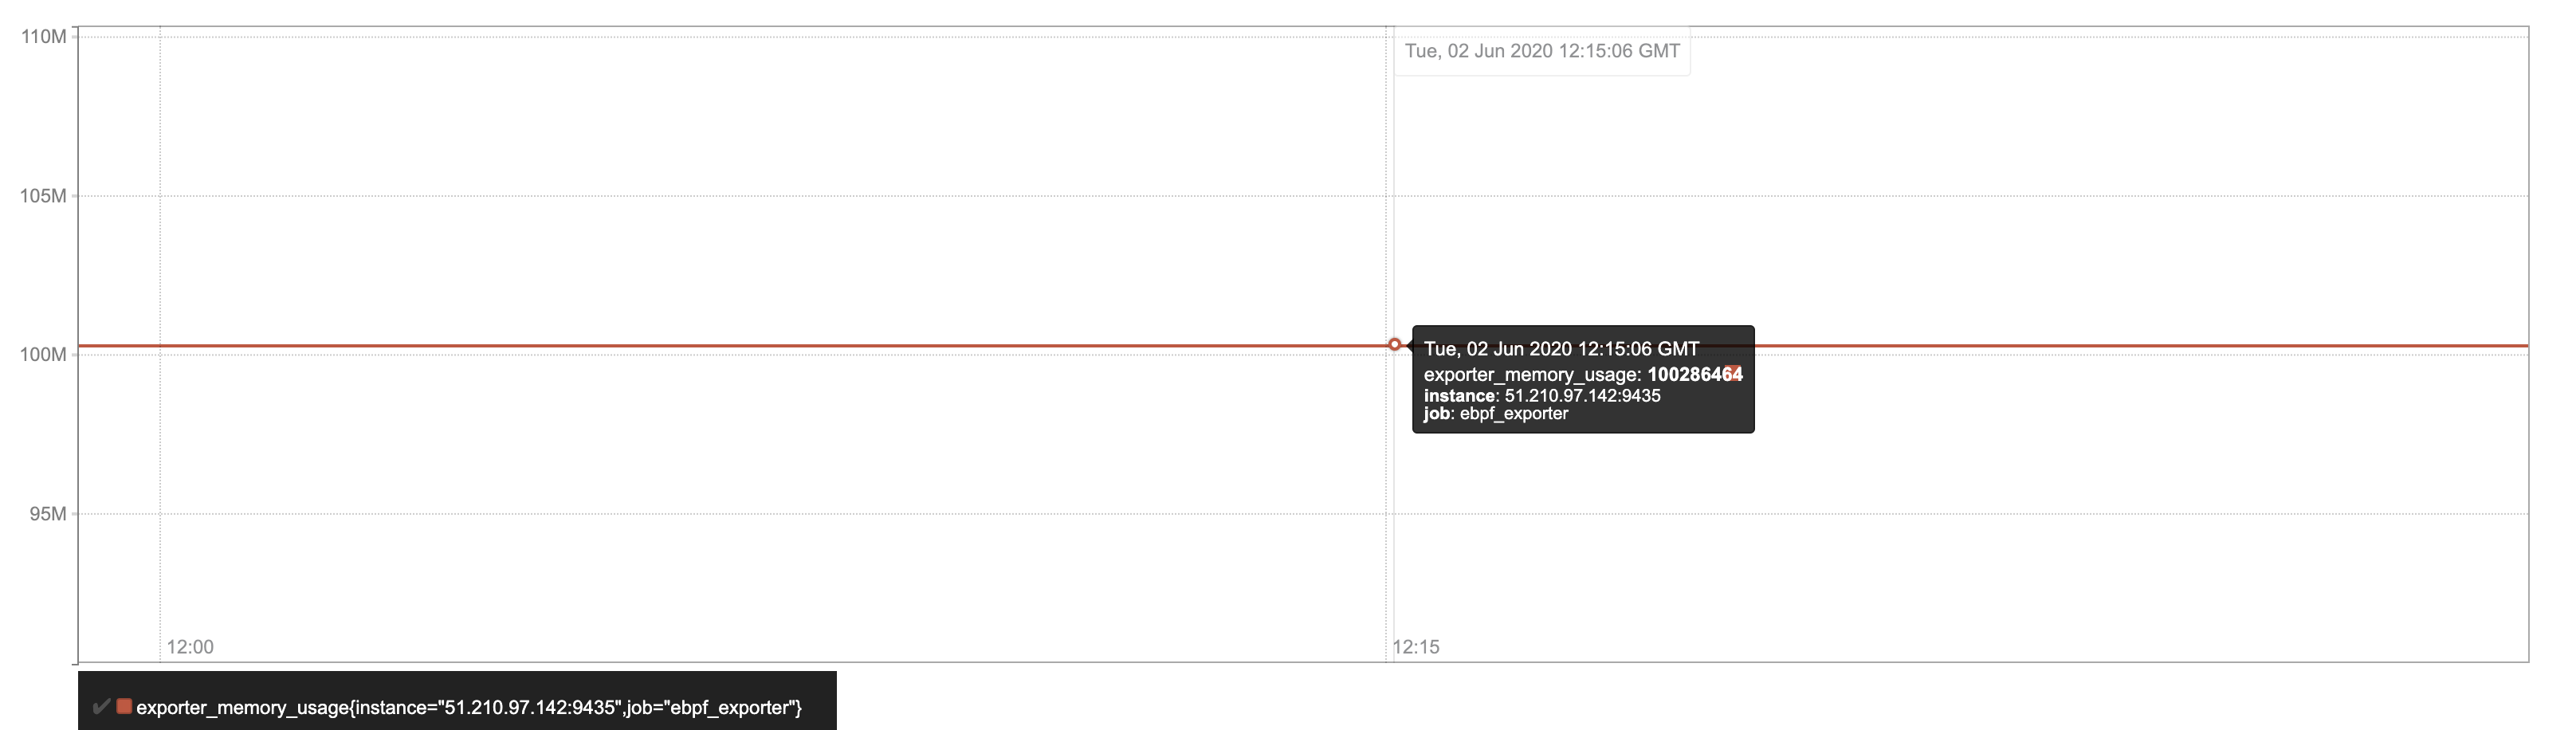 110M
Tue, 02 Jun 2020 12:15:06 GMT
105M
100M
Tue, 02 Jun 2020 12:15:06 GMT
exporter_memory_usage: 100286464
instance: 51.210.97.142:9435
job: ebpf_exporter
95M
12:00
12:15
exporter_memory_usage{instance="51.210.97.142:9435",job="ebpf_exporter"}